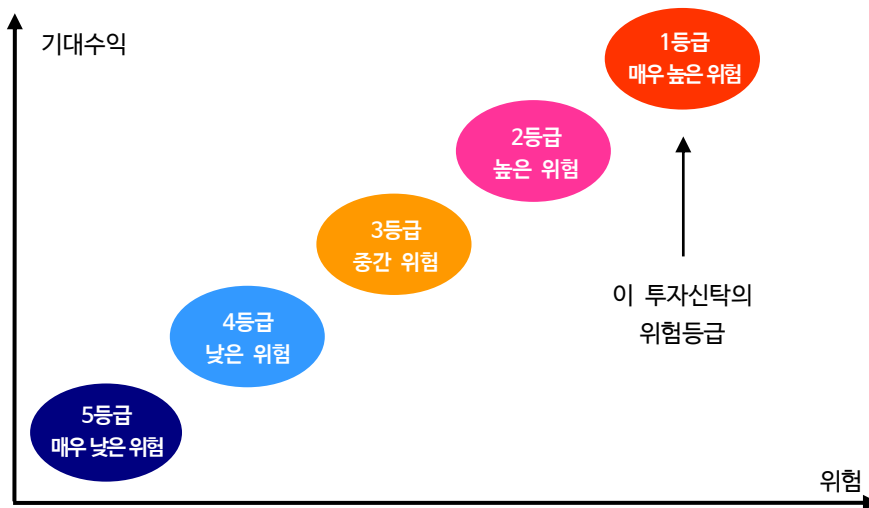 기대수익
1등급
매우 높은 위험
2등급
높은 위험
3등급
중간 위험
이 투자신탁의
위험등급
4등급
낮은 위험
5등급
매우 낮은 위험
위험